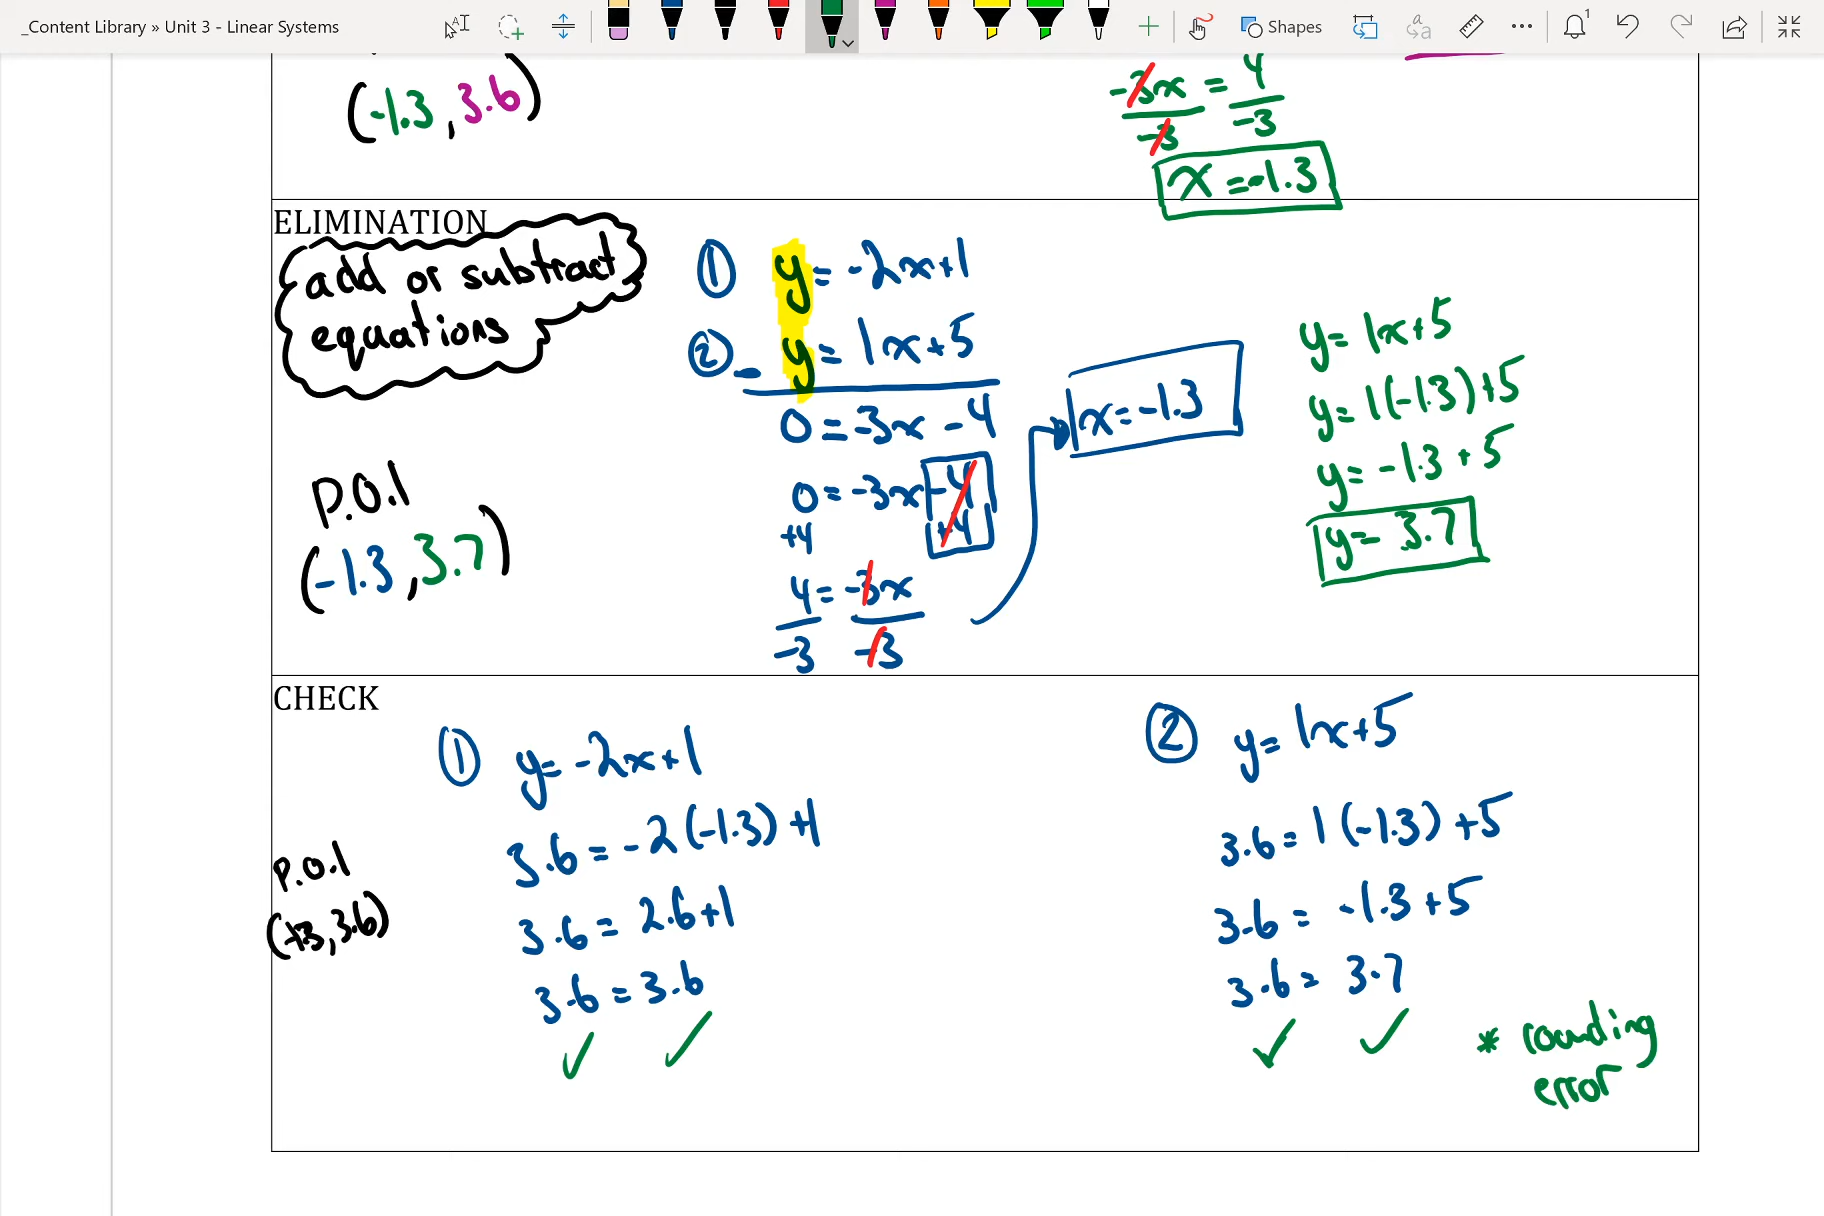 _Content Library » Unit 3 - Linear Systems
Shapes
(-1.3, 3.6)
-3x = 4
-3 -3
x = -1.3
ELIMINATION
add or subtract
equations
P.O.I
(-1.3, 3.7)
① y = -2x+1
② - y = 1x+5
0 = -3x - 4
0 = -3x -4
+4 +4
4 = -3x
-3 -3
x = -1.3
y = 1x+5
y = 1(-1.3)+5
y = -1.3 + 5
y = 3.7
CHECK
P.O.I
(-1.3, 3.6)
① y = -2x+1
3.6 = -2(-1.3)+1
3.6 = 2.6+1
3.6 = 3.6
✓ ✓
② y = 1x+5
3.6 = 1(-1.3)+5
3.6 = -1.3+5
3.6 = 3.7
✓ ✓
* rounding
error